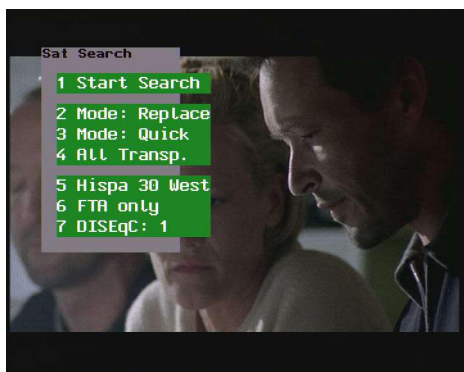 Sat Search
1 Start Search
2 Mode: Replace
3 Mode: Quick
4 All Transp.
5 Hispa 30 West
6 FTA only
7 DISEqC: 1